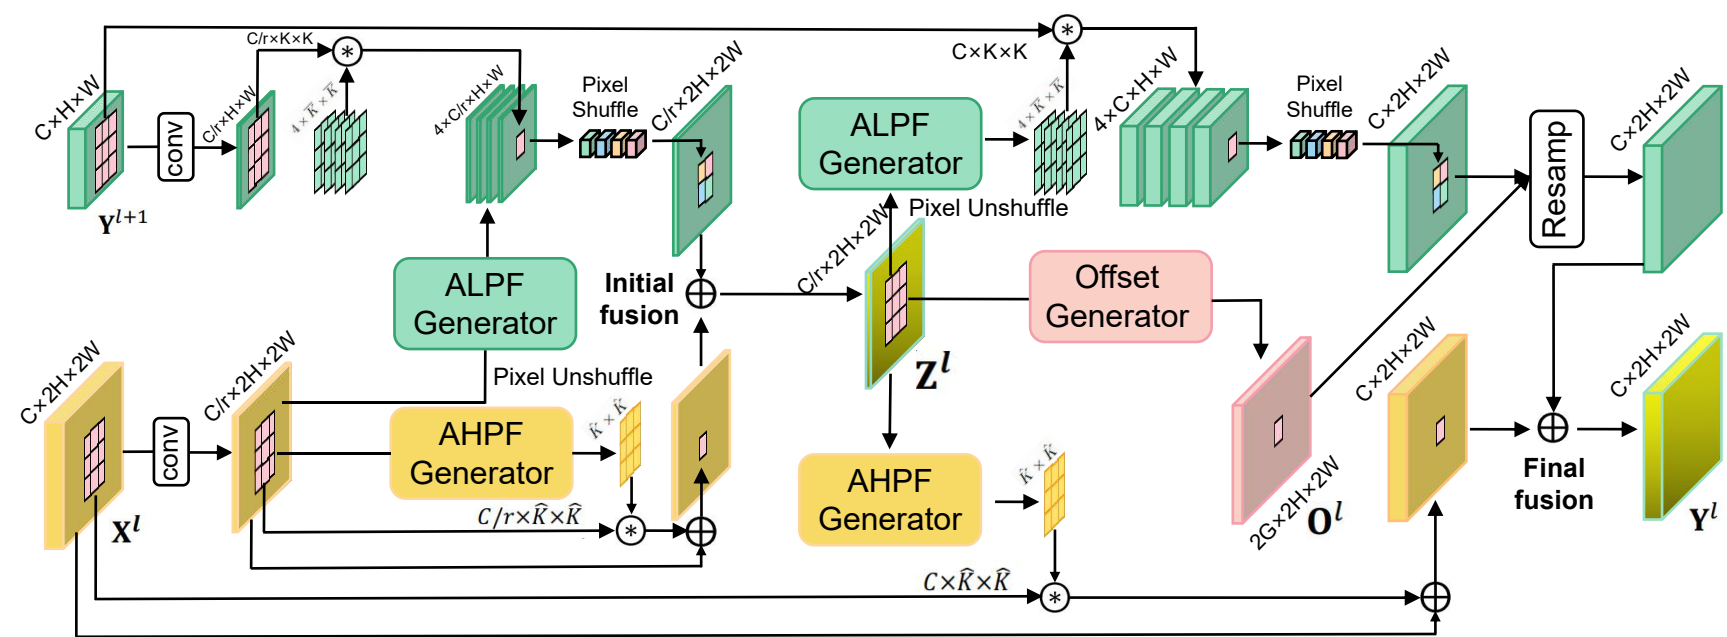 C×H×W
conv
Y^{l+1}
C/r×H×W
C/r×K×K
4×K̅×K̅
4×C/r×H×W
Pixel
Shuffle
C/r×2H×2W
ALPF
Generator
Initial
fusion
Pixel Unshuffle
C×2H×2W
conv
X^l
C/r×2H×2W
AHPF
Generator
K̂×K̂
C/r×K̂×K̂
C/r×2H×2W
Z^l
ALPF
Generator
Pixel Unshuffle
C×K×K
4×K̅×K̅
4×C×H×W
Pixel
Shuffle
C×2H×2W
Resamp
C×2H×2W
Offset
Generator
2G×2H×2W
O^l
AHPF
Generator
K̂×K̂
C×K̂×K̂
C×2H×2W
Final
fusion
C×2H×2W
Y^l